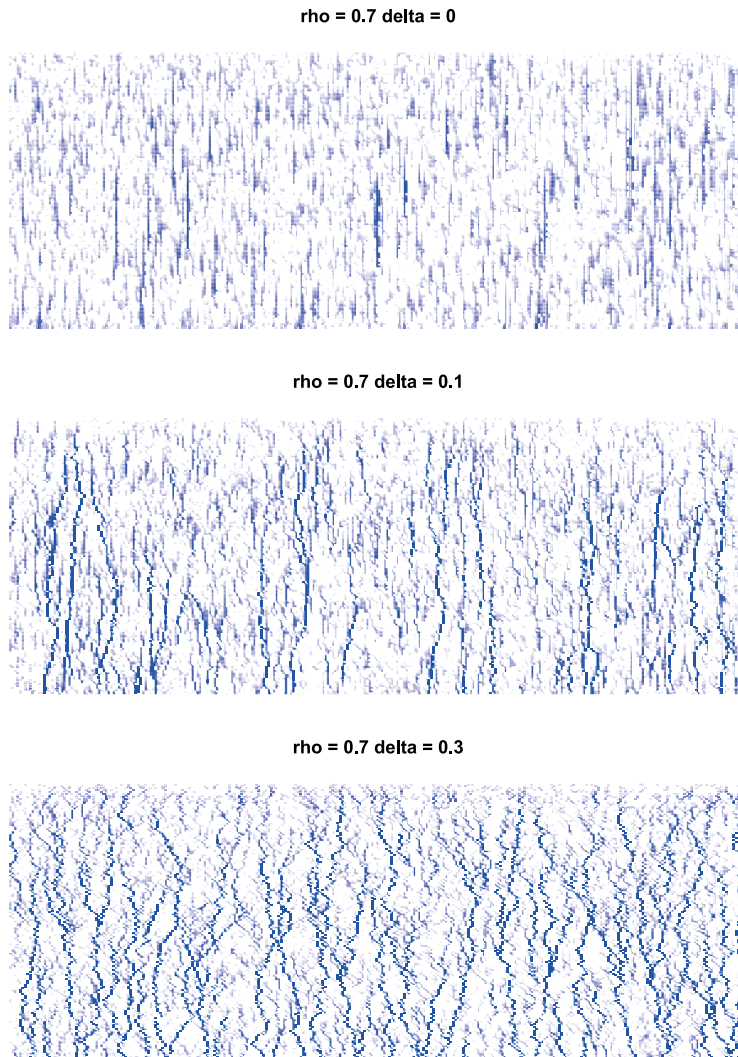 rho = 0.7 delta = 0
rho = 0.7 delta = 0.1
rho = 0.7 delta = 0.3